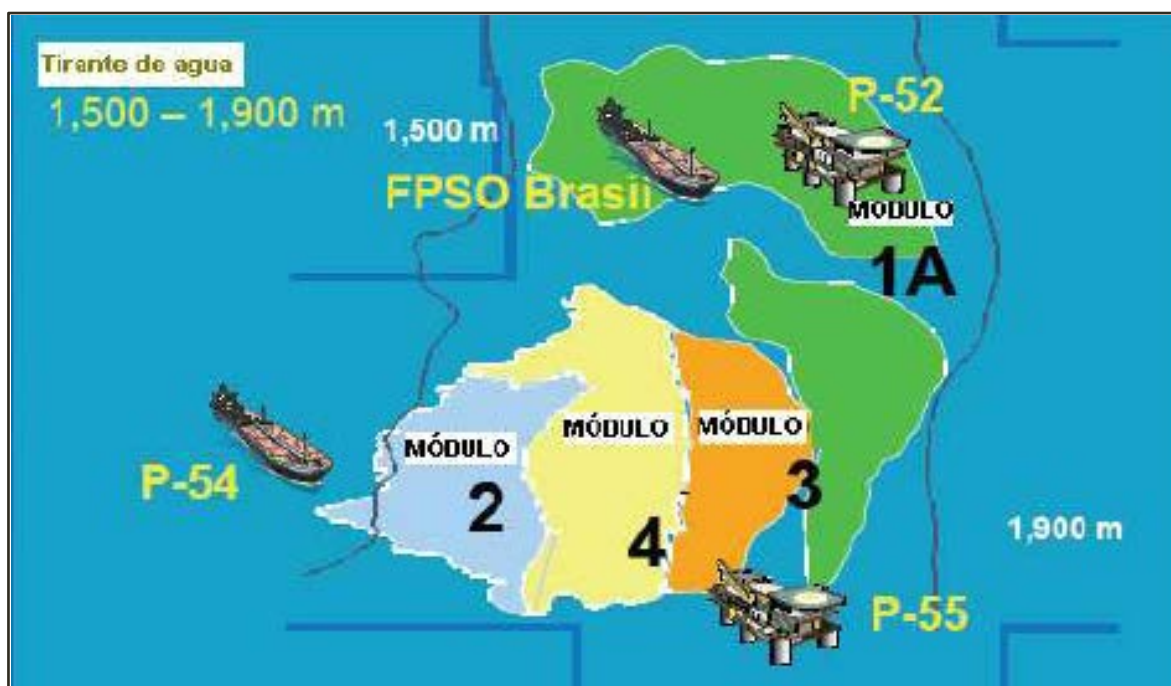 Tirante de agua
1,500 – 1,900 m
1,500 m
P-52
FPSO Brasil
MÓDULO
1A
MÓDULO
2
MÓDULO
4
MÓDULO
3
P-54
1,900 m
P-55